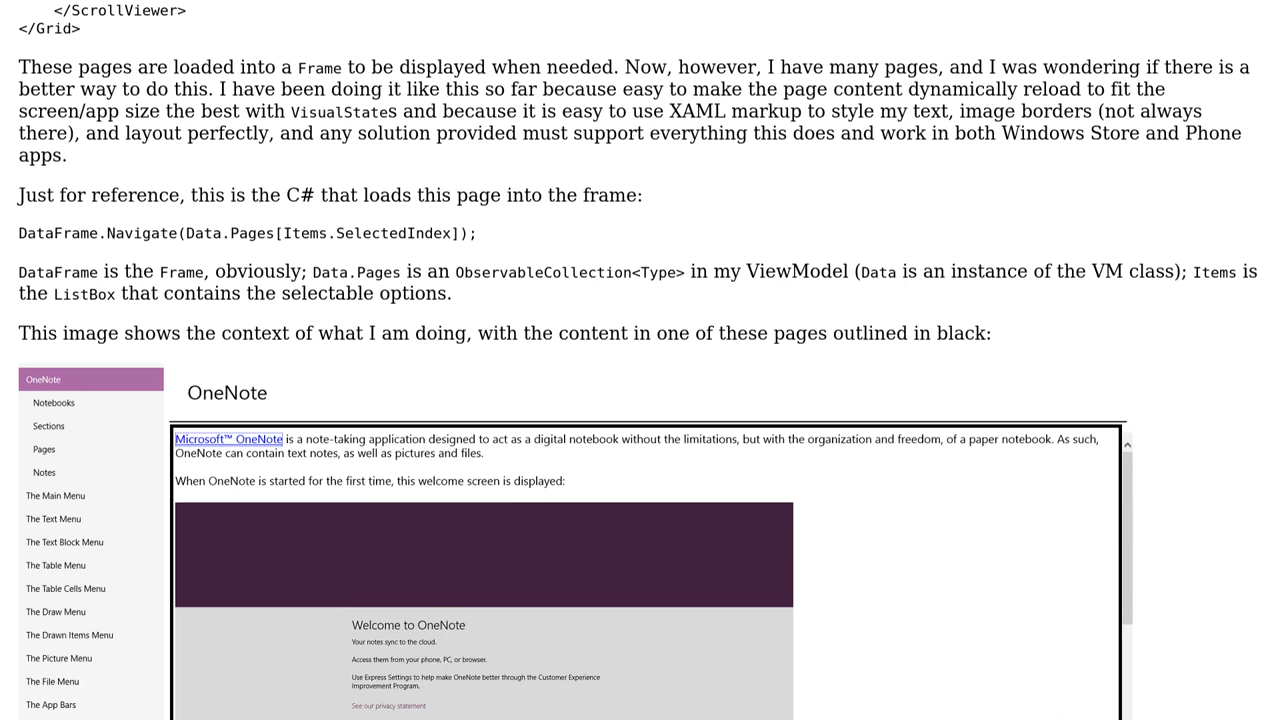 </ScrollViewer>
</Grid>
These pages are loaded into a Frame to be displayed when needed. Now, however, I have many pages, and I was wondering if there is a
better way to do this. I have been doing it like this so far because easy to make the page content dynamically reload to fit the
screen/app size the best with VisualStates and because it is easy to use XAML markup to style my text, image borders (not always
there), and layout perfectly, and any solution provided must support everything this does and work in both Windows Store and Phone
apps.
Just for reference, this is the C# that loads this page into the frame:
DataFrame.Navigate(Data.Pages[Items.SelectedIndex]);
DataFrame is the Frame, obviously; Data.Pages is an ObservableCollection<Type> in my ViewModel (Data is an instance of the VM class); Items is
the ListBox that contains the selectable options.
This image shows the context of what I am doing, with the content in one of these pages outlined in black:
OneNote
Notebooks
Sections
Pages
Notes
The Main Menu
The Text Menu
The Text Block Menu
The Table Menu
The Table Cells Menu
The Draw Menu
The Drawn Items Menu
The Picture Menu
The File Menu
The App Bars
OneNote
Microsoft™ OneNote is a note-taking application designed to act as a digital notebook without the limitations, but with the organization and freedom, of a paper notebook. As such,
OneNote can contain text notes, as well as pictures and files.
When OneNote is started for the first time, this welcome screen is displayed:
Welcome to OneNote
Your notes sync to the cloud.
Access them from your phone, PC, or browser.
Use Express Settings to help make OneNote better through the Customer Experience
Improvement Program.
See our privacy statement